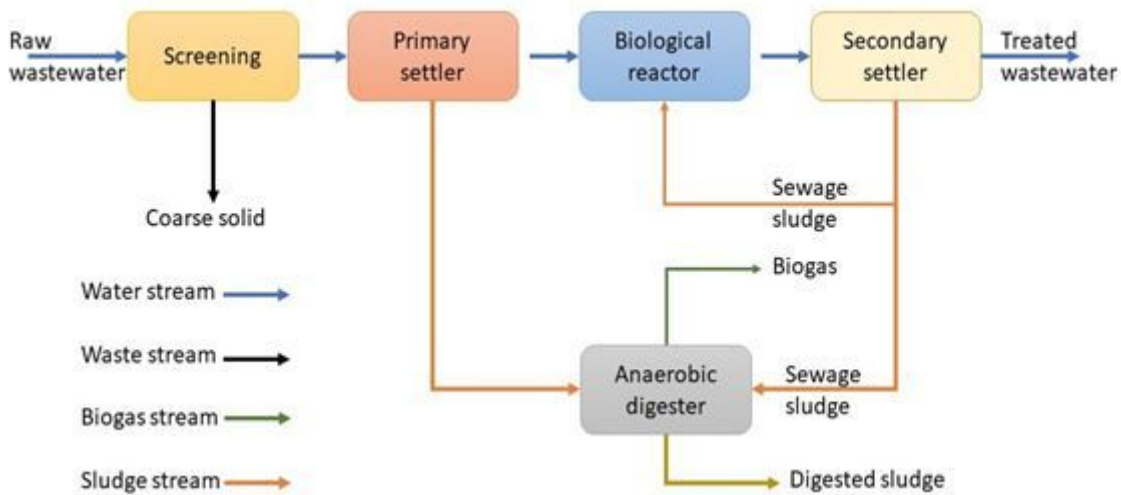 Raw
wastewater
Screening
Primary
settler
Biological
reactor
Secondary
settler
Treated
wastewater
Coarse solid
Sewage
sludge
Biogas
Water stream
Waste stream
Biogas stream
Sludge stream
Anaerobic
digester
Sewage
sludge
Digested sludge